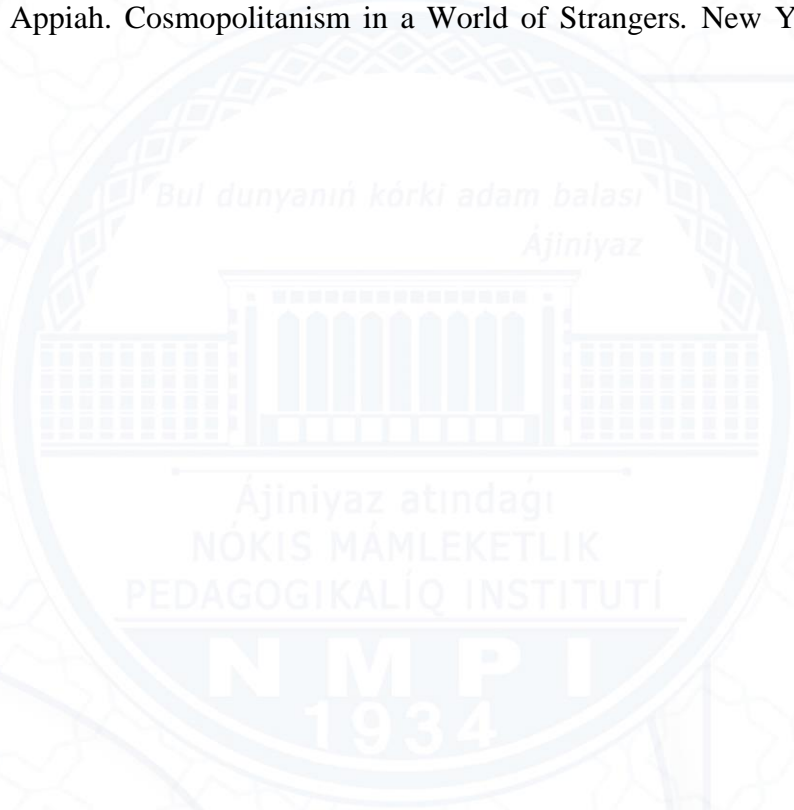 Appiah. Cosmopolitanism in a World of Strangers. New Y
Bul dunyanıń kórki adam balası
Ájiniyaz
Ájiniyaz atındaǵı
NÓKIS MÁMLEKETLIK
PEDAGOGIKALÍQ INSTITUTÍ
NMPI
1934